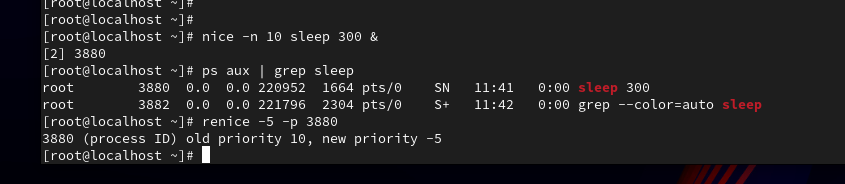 [root@localhost ~]#
[root@localhost ~]#
[root@localhost ~]# nice -n 10 sleep 300 &
[2] 3880
[root@localhost ~]# ps aux | grep sleep
root        3880  0.0  0.0 220952  1664 pts/0    SN   11:41   0:00 sleep 300
root        3882  0.0  0.0 221796  2304 pts/0    S+   11:42   0:00 grep --color=auto sleep
[root@localhost ~]# renice -5 -p 3880
3880 (process ID) old priority 10, new priority -5
[root@localhost ~]#